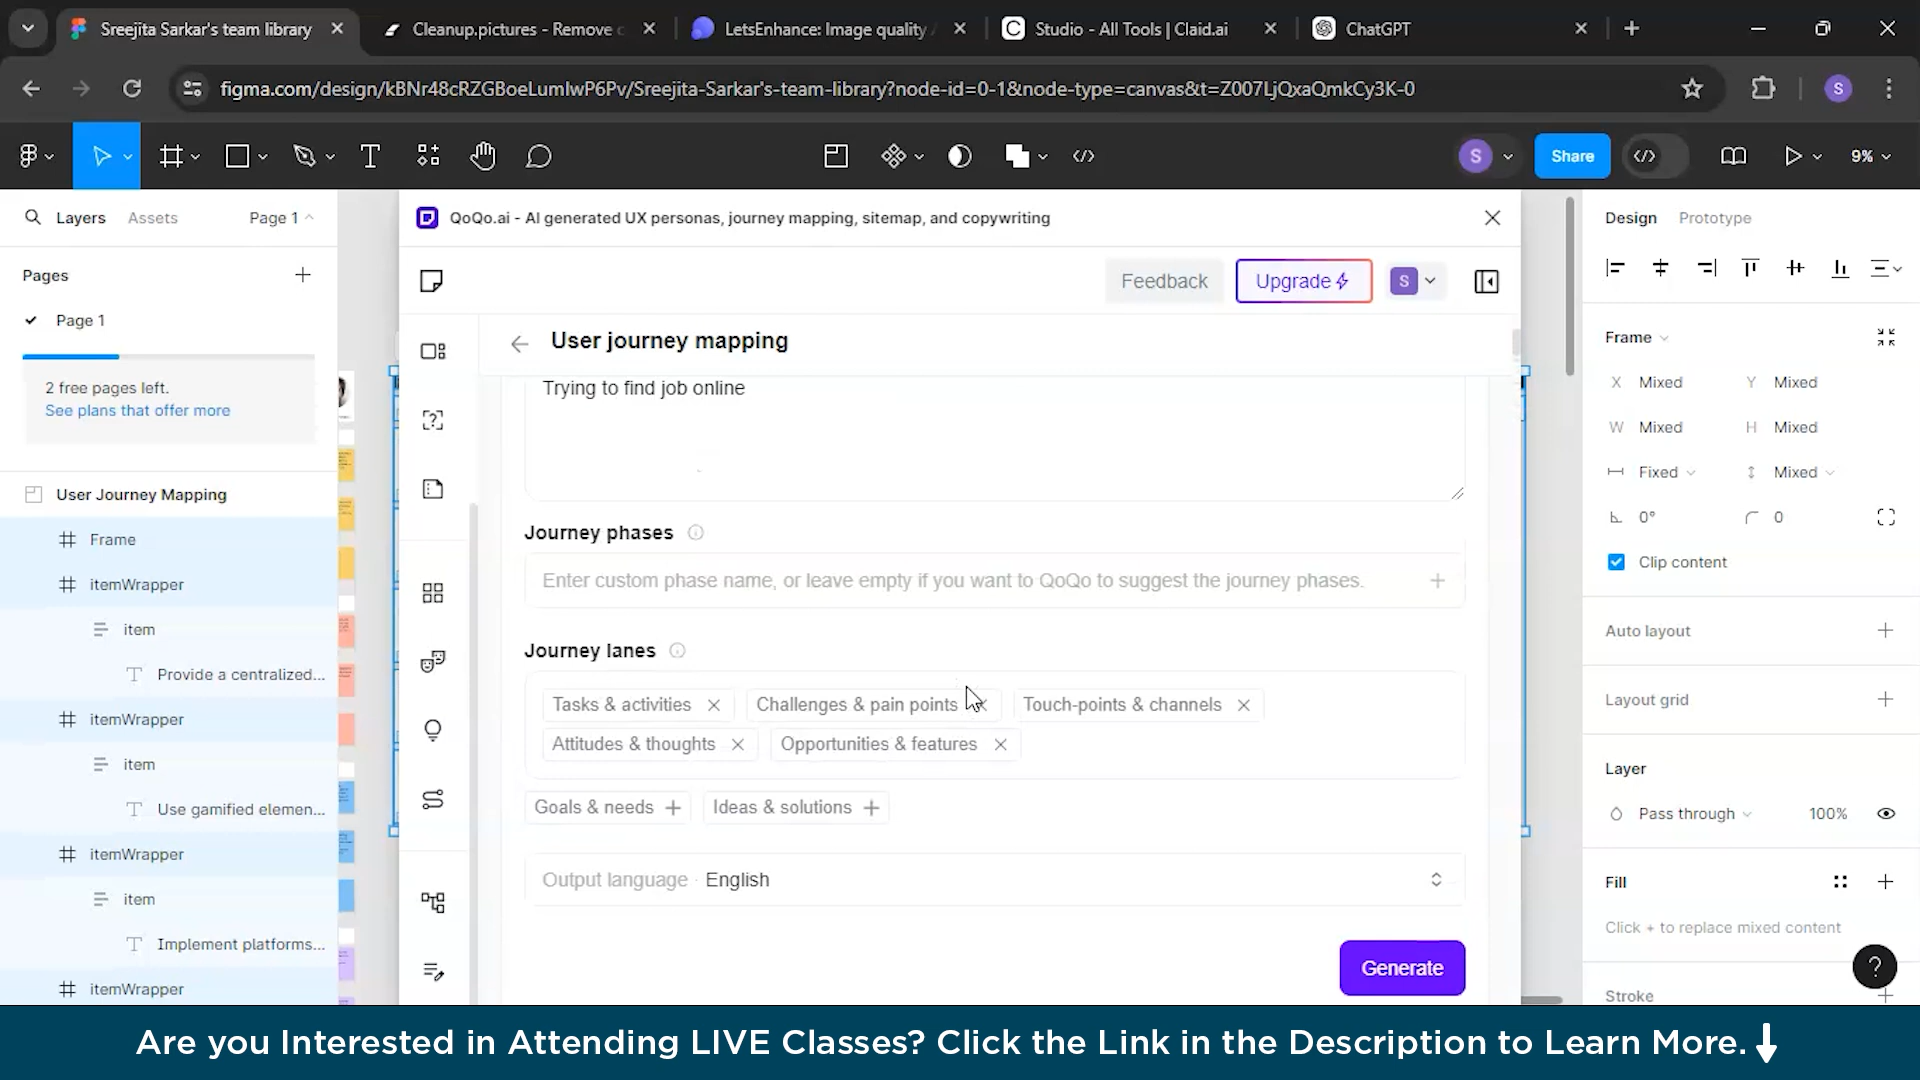 Sreejita Sarkar's team library
Cleanup.pictures - Remove
LetsEnhance: Image quality
Studio - All Tools | Claid.ai
ChatGPT
figma.com/design/kBNr48cRZGBoeLumlwP6Pv/Sreejita-Sarkar's-team-library?node-id=0-1&node-type=canvas&t=Z007LjQxaQmkCy3K-0
S
S
Share
9%
Layers
Assets
Page 1
QoQo.ai - AI generated UX personas, journey mapping, sitemap, and copywriting
Design
Prototype
Pages
Page 1
2 free pages left.
See plans that offer more
Feedback
Upgrade
S
User journey mapping
Trying to find job online
Journey phases
Enter custom phase name, or leave empty if you want to QoQo to suggest the journey phases.
Journey lanes
Tasks & activities
Challenges & pain points
Touch-points & channels
Attitudes & thoughts
Opportunities & features
Goals & needs
Ideas & solutions
Output language · English
Generate
User Journey Mapping
Frame
itemWrapper
item
Provide a centralized...
itemWrapper
item
Use gamified elemen...
itemWrapper
item
Implement platforms...
itemWrapper
Frame
X Mixed
Y Mixed
W Mixed
H Mixed
Fixed
Mixed
0°
0
Clip content
Auto layout
Layout grid
Layer
Pass through
100%
Fill
Click + to replace mixed content
Stroke
?
Are you Interested in Attending LIVE Classes? Click the Link in the Description to Learn More.